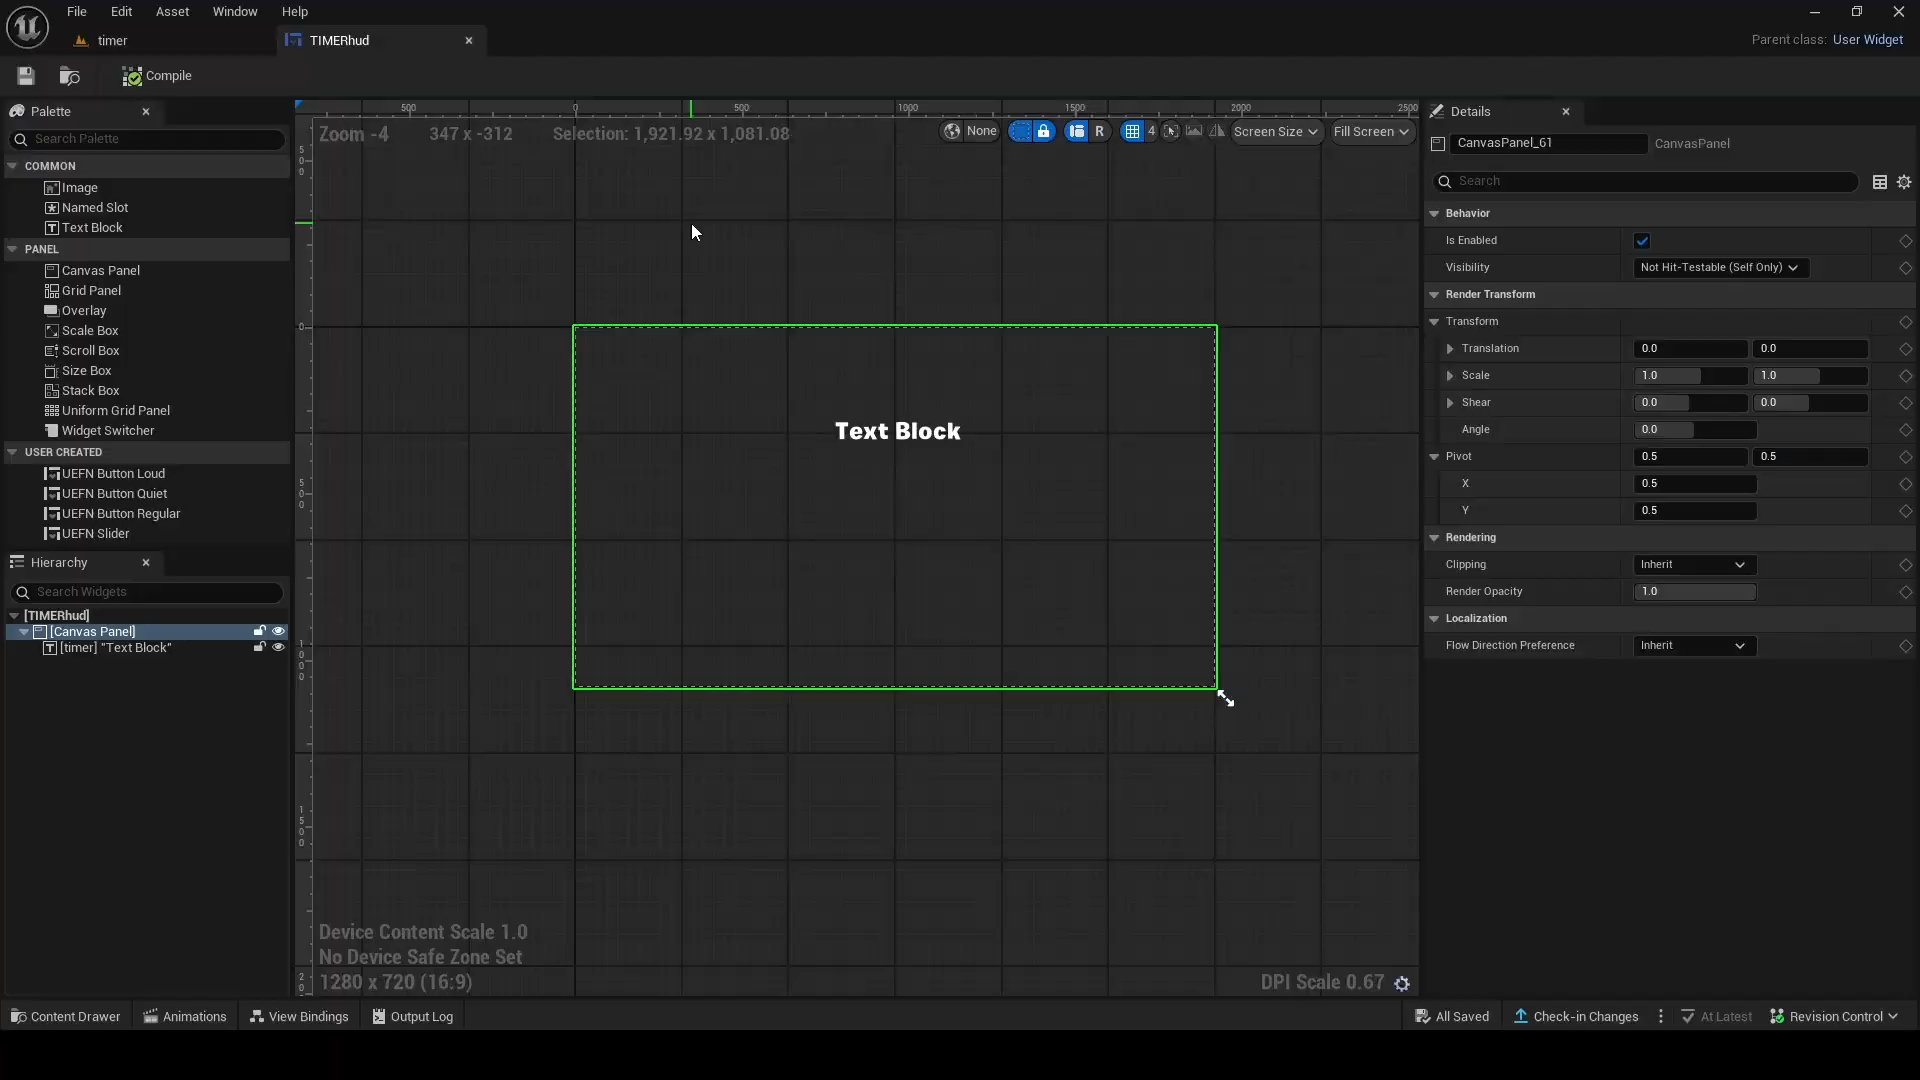 File Edit Asset Window Help
timer TIMERhud
Parent class: User Widget
Compile
Palette
Search Palette
COMMON
Image
Named Slot
Text Block
PANEL
Canvas Panel
Grid Panel
Overlay
Scale Box
Scroll Box
Size Box
Stack Box
Uniform Grid Panel
Widget Switcher
USER CREATED
UEFN Button Loud
UEFN Button Quiet
UEFN Button Regular
UEFN Slider
Hierarchy
Search Widgets
[TIMERhud]
[Canvas Panel]
[timer] "Text Block"
500 0 500 1000 1500 2000 2500
Zoom -4 347 x -312 Selection: 1,921.92 x 1,081.08
None R 4 Screen Size Fill Screen
500
0
500
1000
1500
20
Text Block
Device Content Scale 1.0
No Device Safe Zone Set
1280 x 720 (16:9)
DPI Scale 0.67
Details
CanvasPanel_61 CanvasPanel
Search
Behavior
Is Enabled
Visibility Not Hit-Testable (Self Only)
Render Transform
Transform
Translation 0.0 0.0
Scale 1.0 1.0
Shear 0.0 0.0
Angle 0.0
Pivot 0.5 0.5
X 0.5
Y 0.5
Rendering
Clipping Inherit
Render Opacity 1.0
Localization
Flow Direction Preference Inherit
Content Drawer Animations View Bindings Output Log
All Saved Check-in Changes At Latest Revision Control